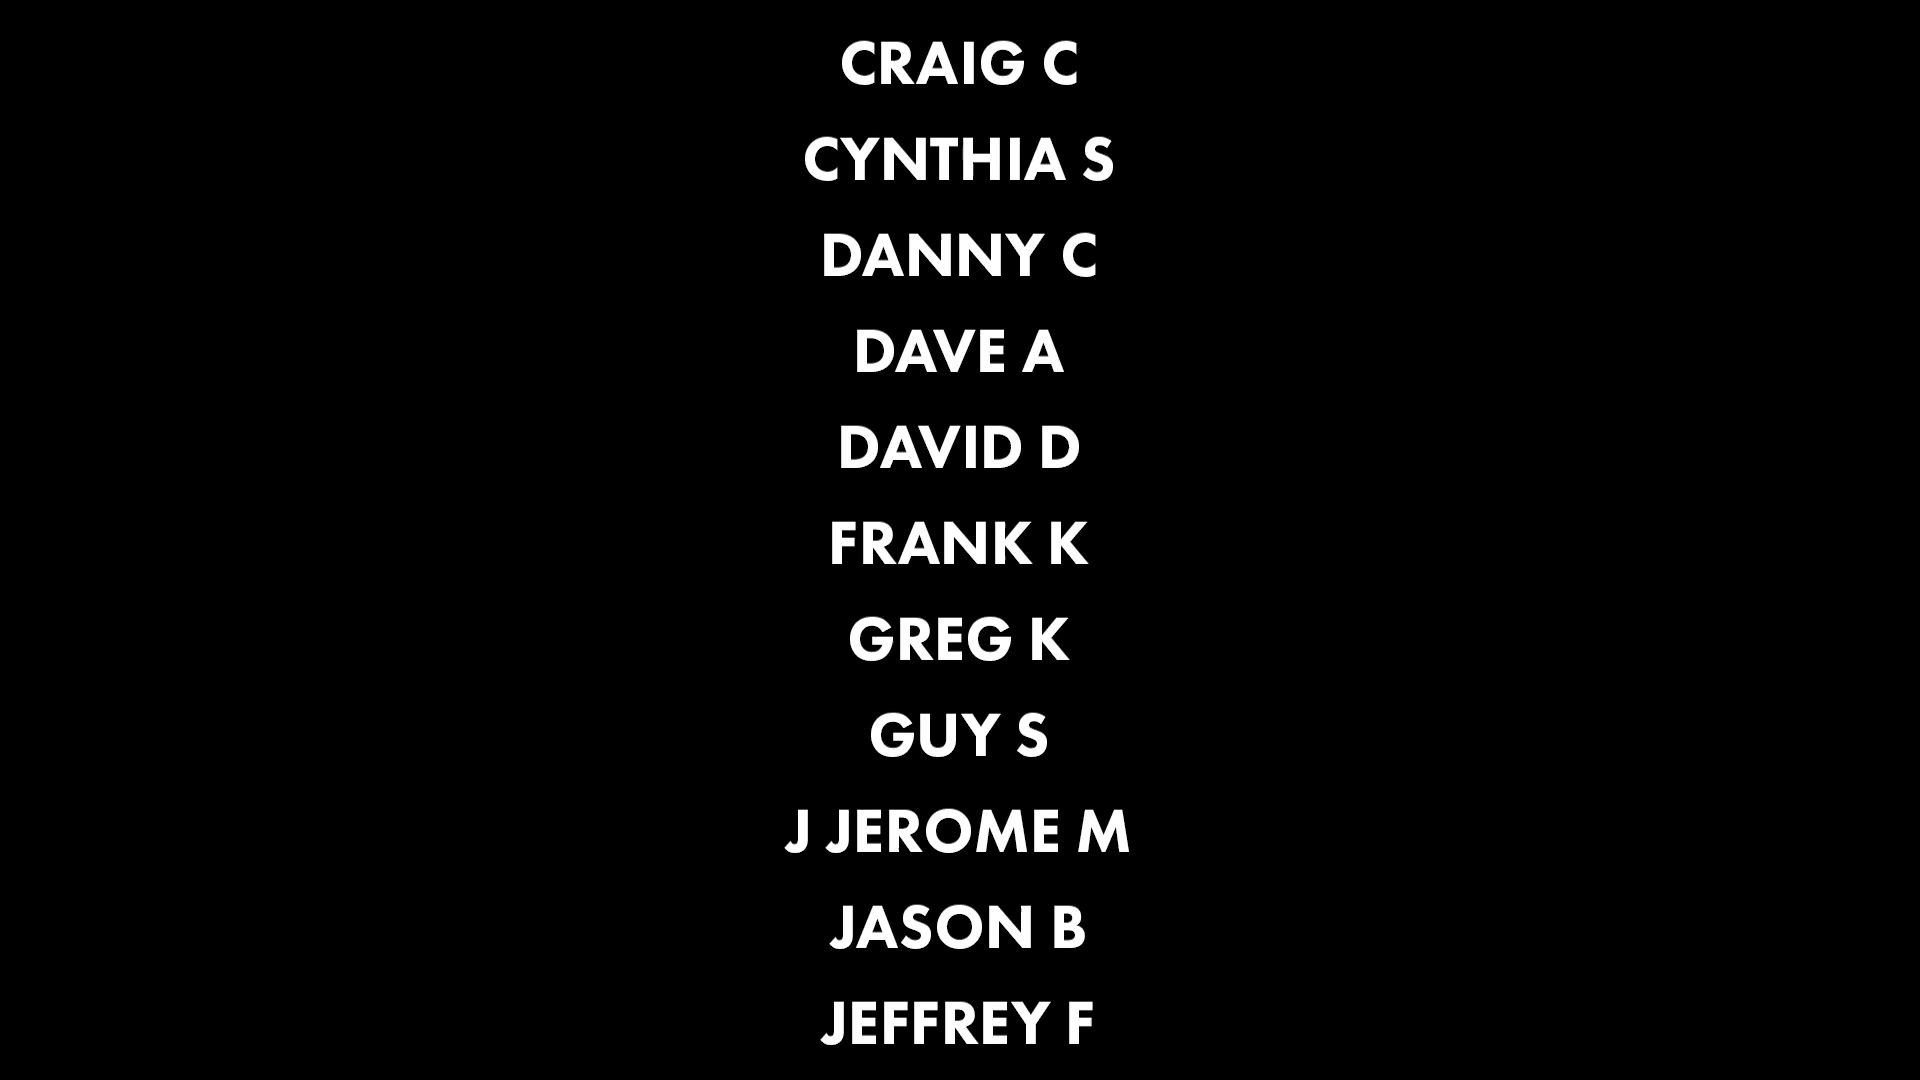 CRAIG C
CYNTHIA S
DANNY C
DAVE A
DAVID D
FRANK K
GREG K
GUY S
J JEROME M
JASON B
JEFFREY F